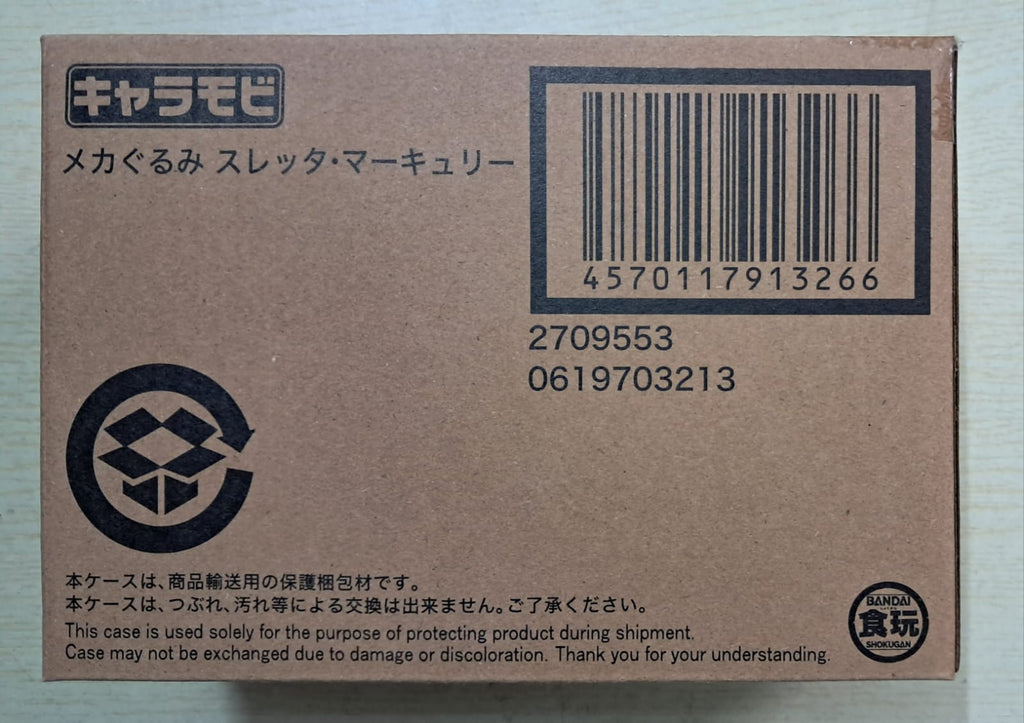 キャラモビ
メカぐるみ スレッタ・マーキュリー
4570117913266
2709553
0619703213
本ケースは、商品輸送用の保護梱包材です。
本ケースは、つぶれ、汚れ等による交換は出来ません。ご了承ください。
This case is used solely for the purpose of protecting product during shipment.
Case may not be exchanged due to damage or discoloration. Thank you for your understanding.
BANDAI
食玩
SHOKUGAN